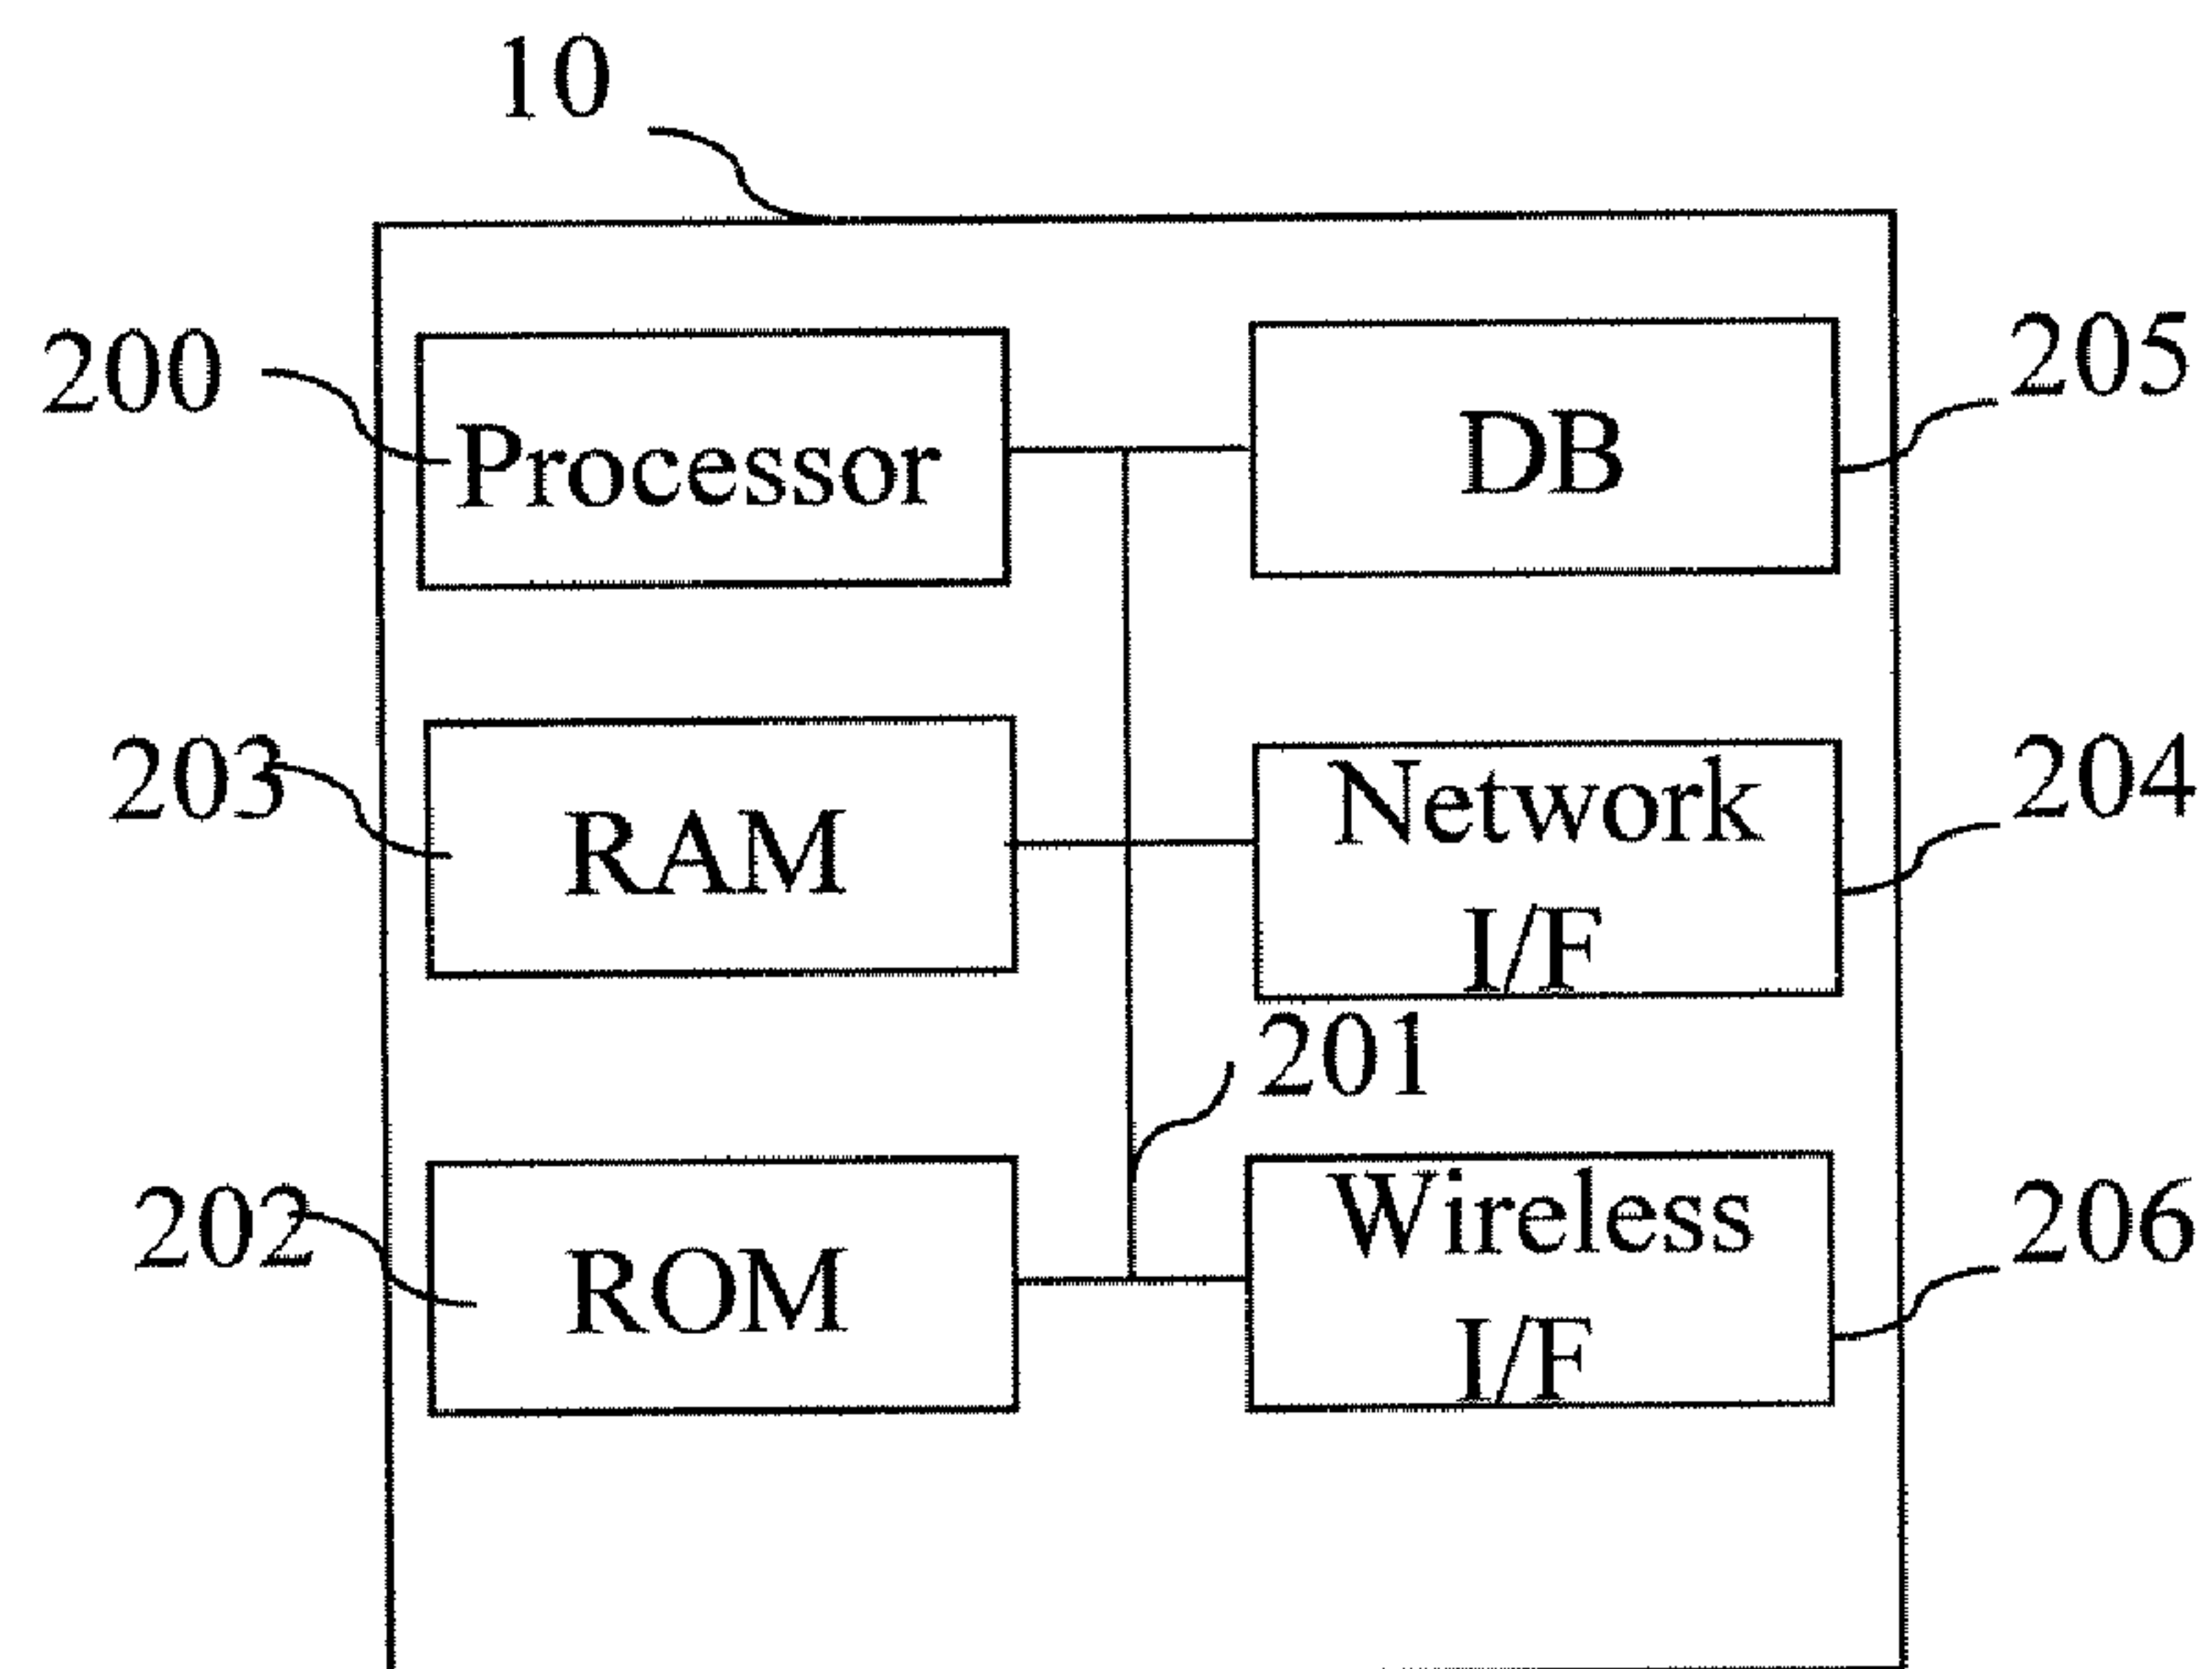 10
200
Processor
DB
205
203
RAM
Network
I/F
204
201
202
ROM
Wireless
I/F
206